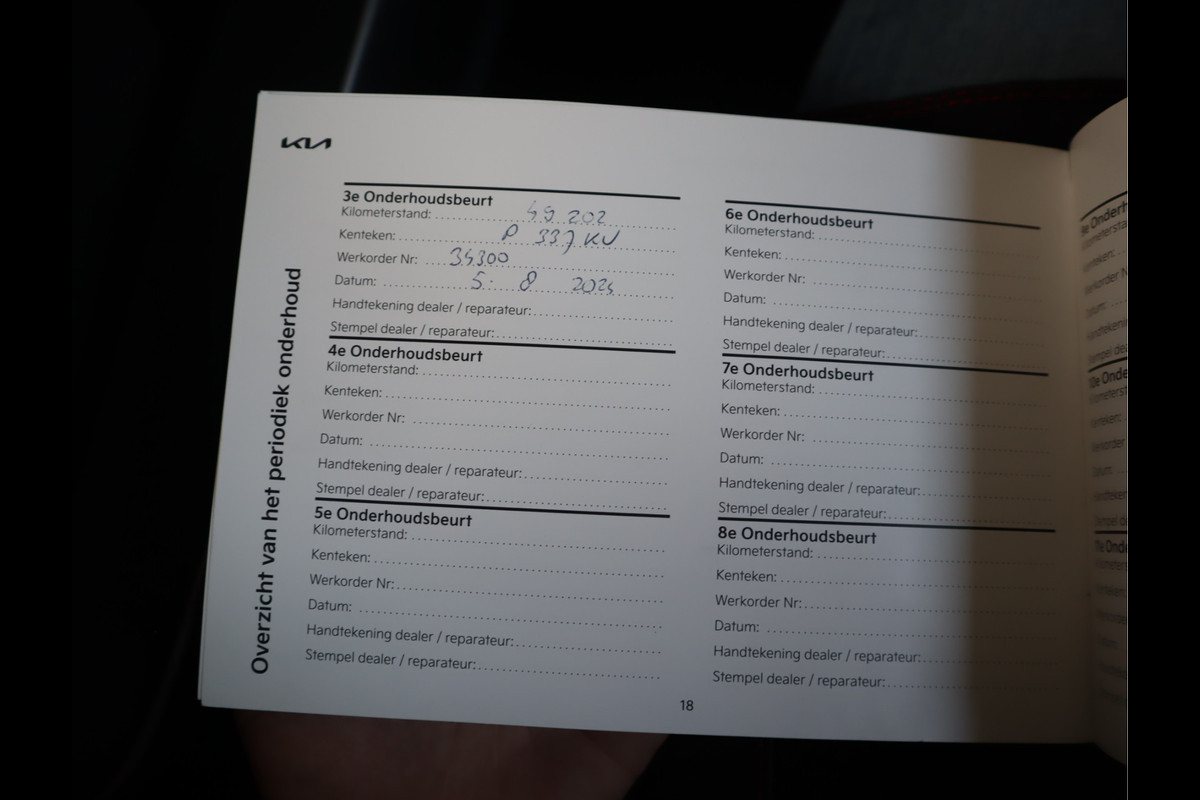 KIA
Overzicht van het periodiek onderhoud
3e Onderhoudsbeurt
Kilometerstand: 202
Kenteken: P 337 KV
Werkorder Nr:
Datum: 5 - 8
Handtekening dealer / reparateur:
Stempel dealer / reparateur:
4e Onderhoudsbeurt
Kilometerstand:
Kenteken:
Werkorder Nr:
Datum:
Handtekening dealer / reparateur:
Stempel dealer / reparateur:
5e Onderhoudsbeurt
Kilometerstand:
Kenteken:
Werkorder Nr:
Datum:
Handtekening dealer / reparateur:
Stempel dealer / reparateur:
6e Onderhoudsbeurt
Kilometerstand:
Kenteken:
Werkorder Nr:
Datum:
Handtekening dealer / reparateur:
Stempel dealer / reparateur:
7e Onderhoudsbeurt
Kilometerstand:
Kenteken:
Werkorder Nr:
Datum:
Handtekening dealer / reparateur:
Stempel dealer / reparateur:
8e Onderhoudsbeurt
Kilometerstand:
Kenteken:
Werkorder Nr:
Datum:
Handtekening dealer / reparateur:
Stempel dealer / reparateur:
18